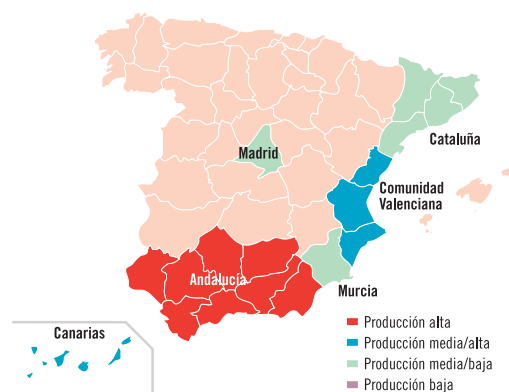 Madrid
Cataluña
Comunidad
Valenciana
Andalucía
Murcia
Canarias
Producción alta
Producción media/alta
Producción media/baja
Producción baja